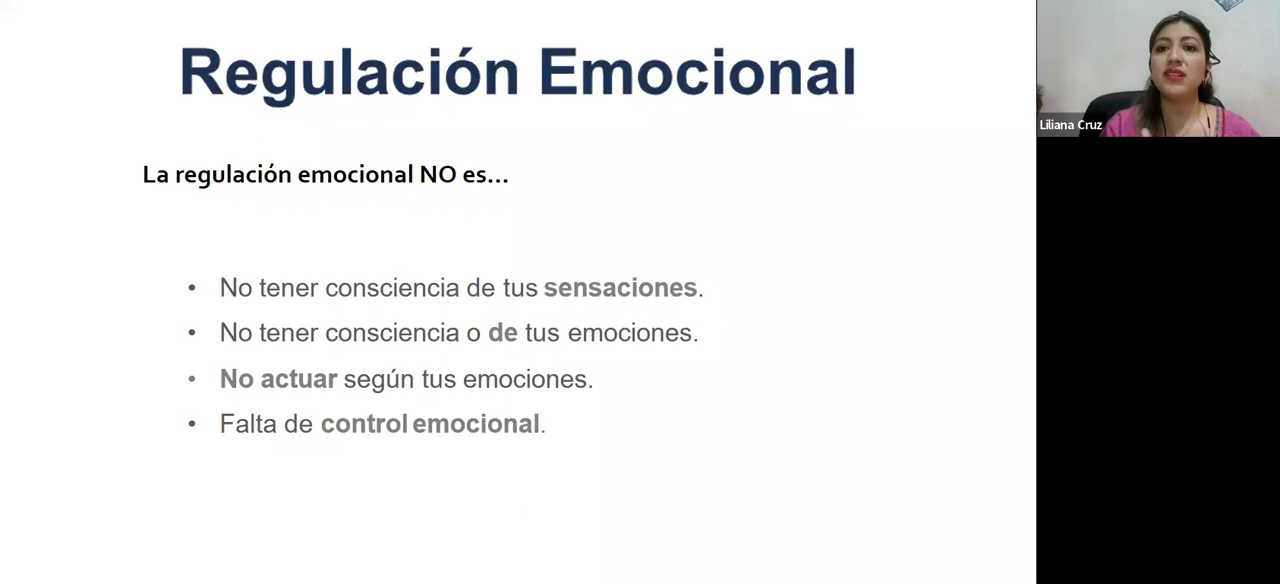 Regulación Emocional
La regulación emocional NO es...
• No tener consciencia de tus sensaciones.
• No tener consciencia o de tus emociones.
• No actuar según tus emociones.
• Falta de control emocional.
Liliana Cruz